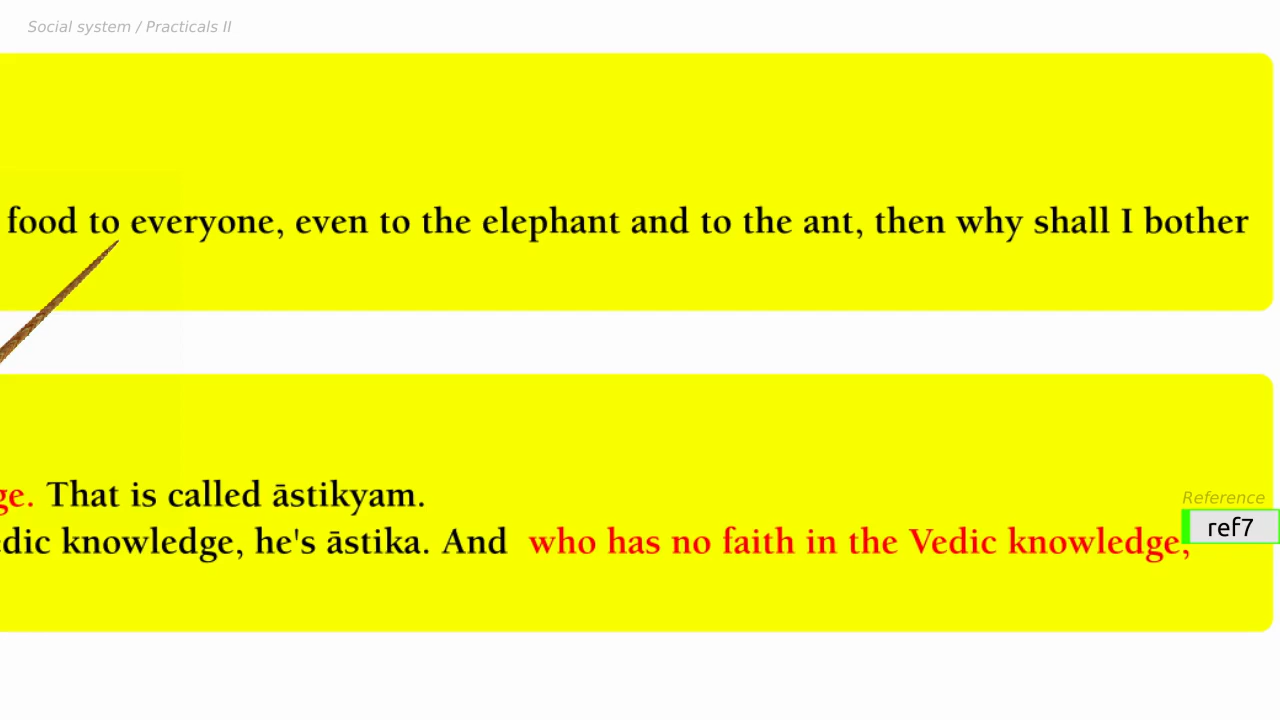 Social system / Practicals II
food to everyone, even to the elephant and to the ant, then why shall I bother
ge. That is called āstikyam.
Reference
ref7
edic knowledge, he's āstika. And who has no faith in the Vedic knowledge,